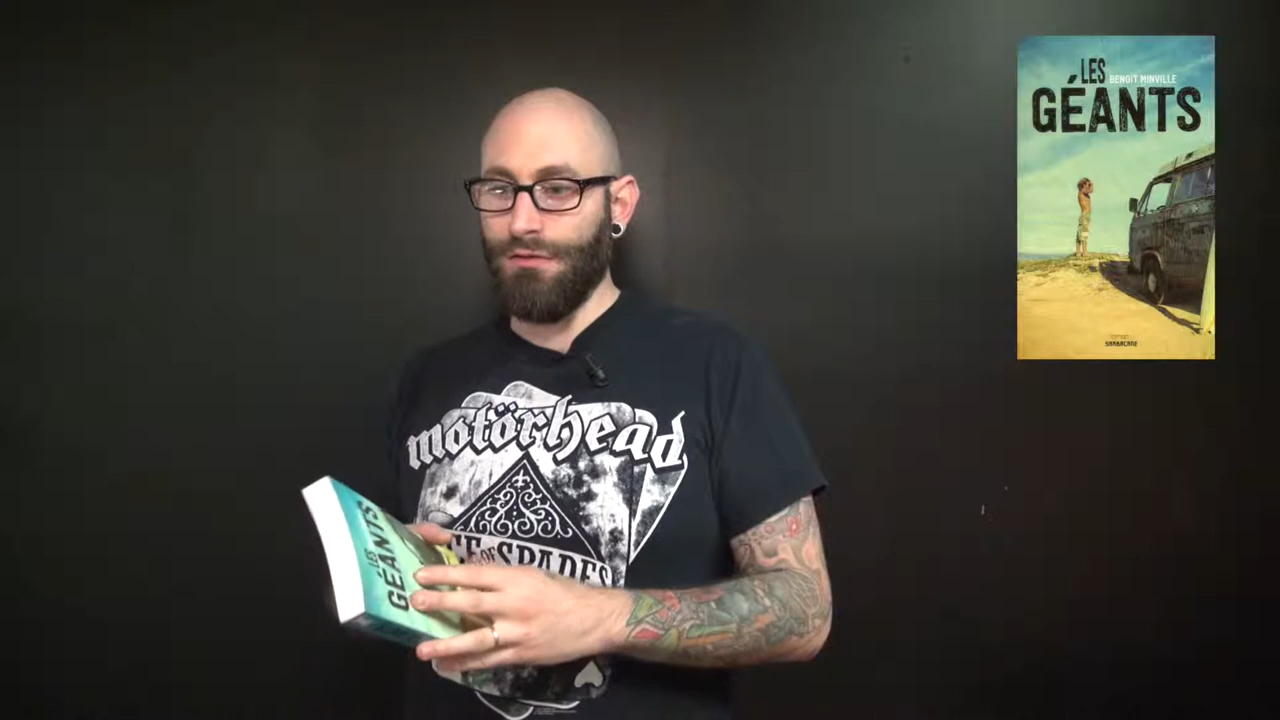 LES
BENOÎT MINVILLE
GÉANTS
SARBACANE
motörhead
ACE OF SPADES
LES
GÉANTS